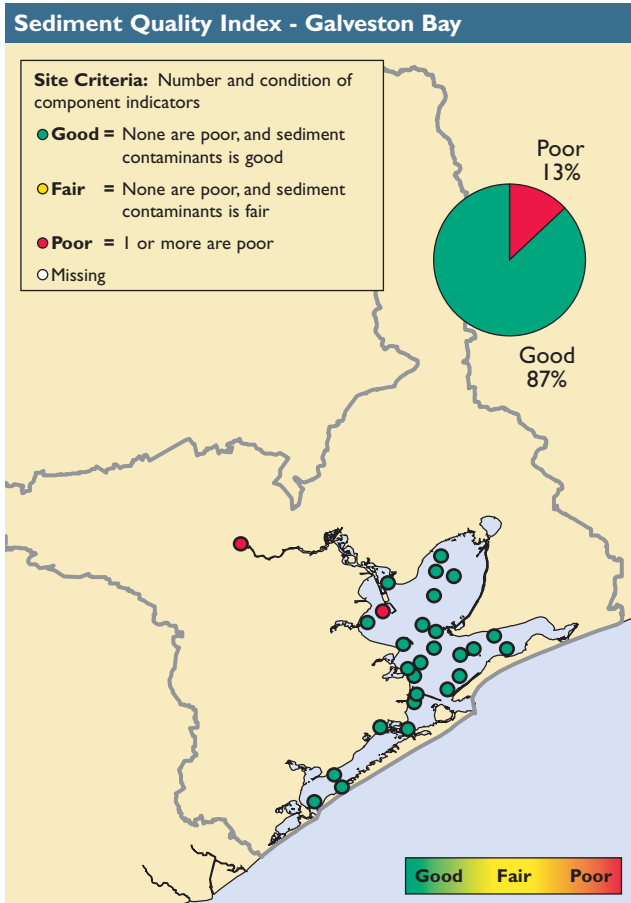 Sediment Quality Index - Galveston Bay
Site Criteria: Number and condition of
component indicators
Good = None are poor, and sediment
contaminants is good
Fair = None are poor, and sediment
contaminants is fair
Poor = 1 or more are poor
Missing
Poor
13%
Good
87%
Good Fair Poor